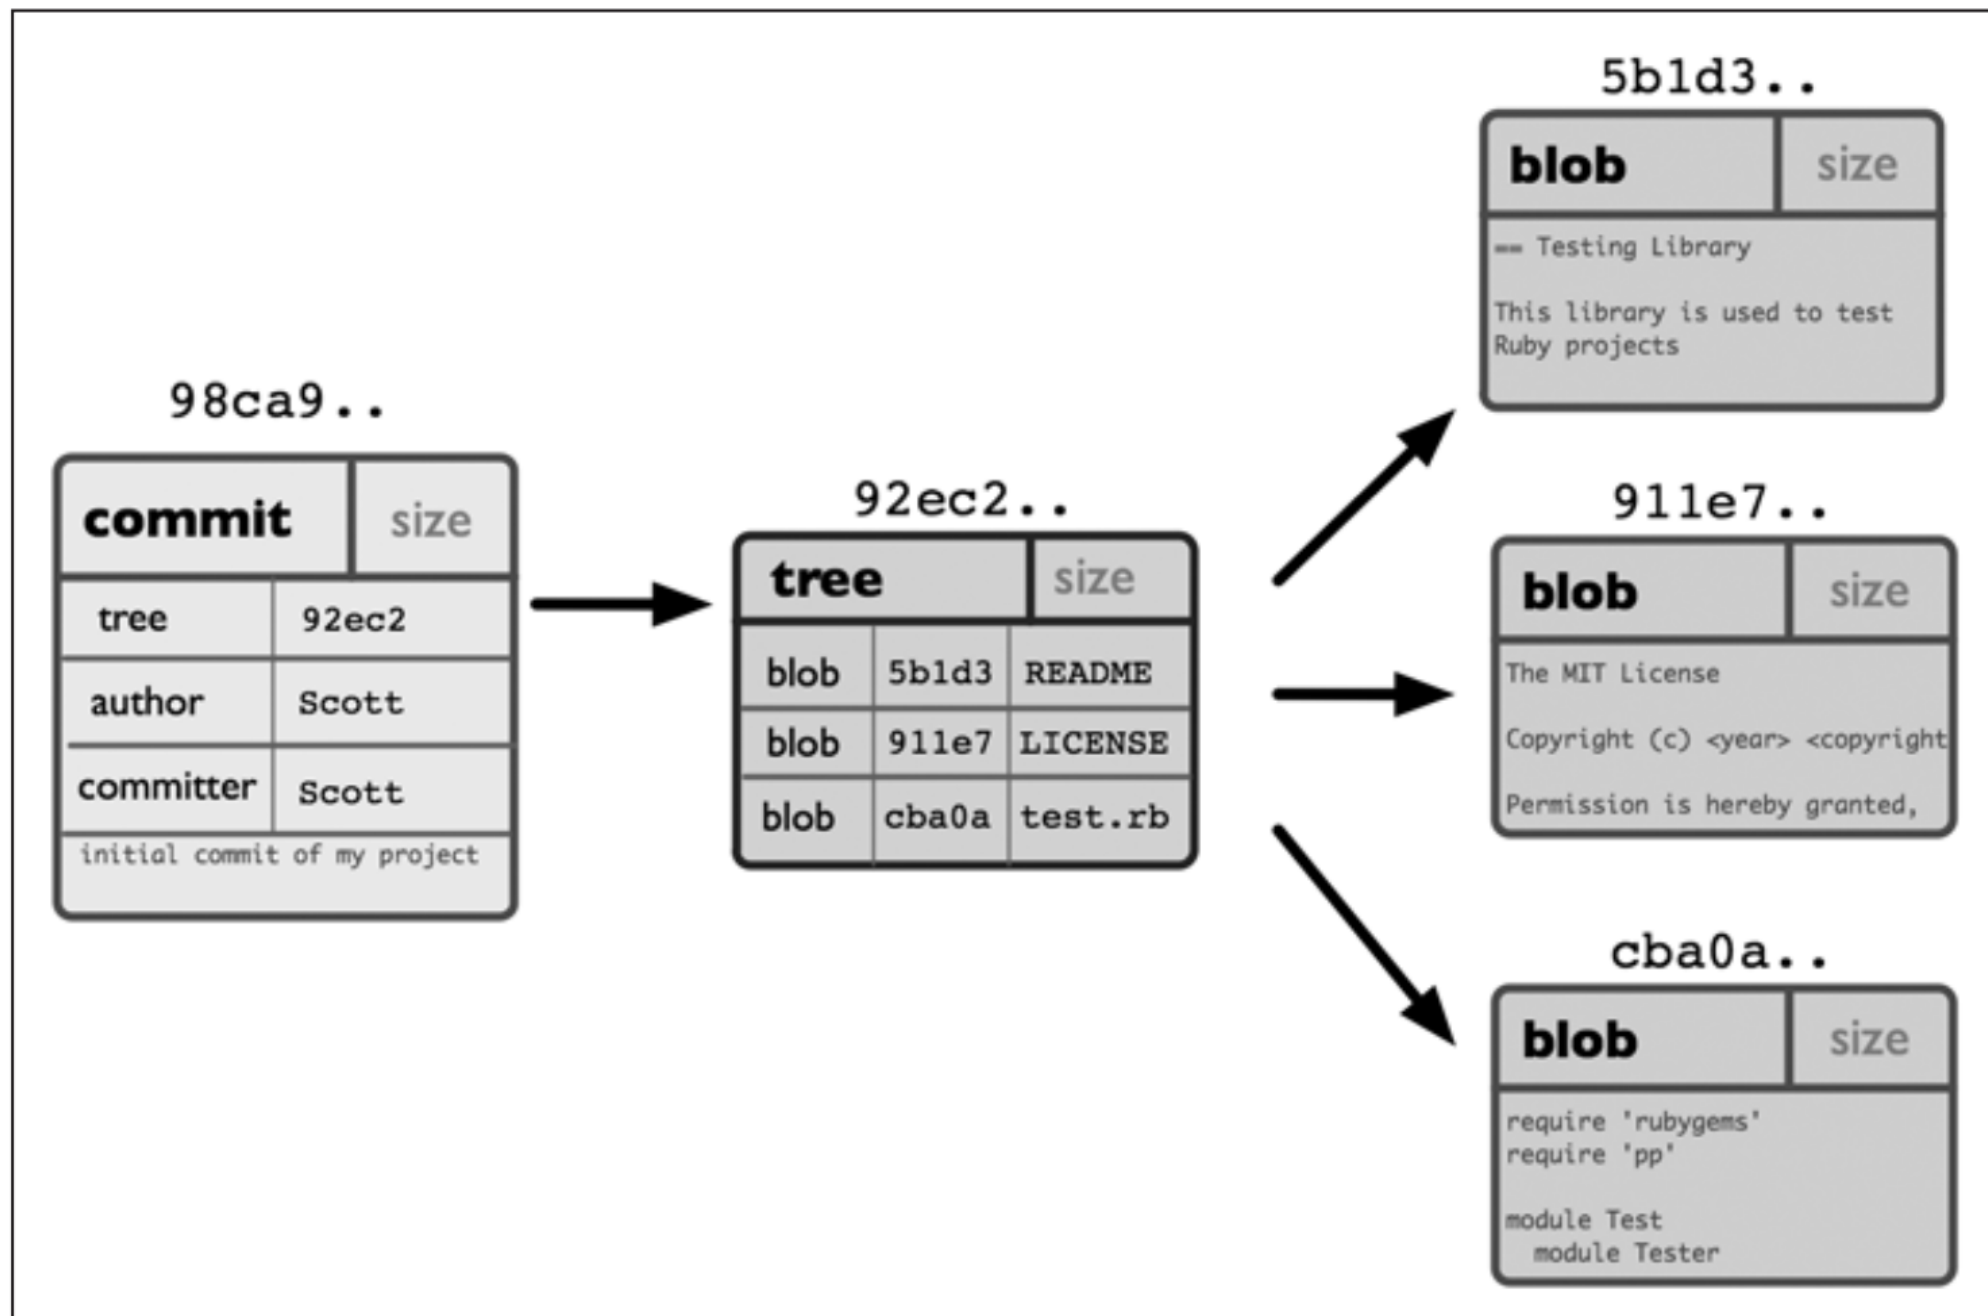 98ca9..
commit size
tree 92ec2
author Scott
committer Scott
initial commit of my project
92ec2..
tree size
blob 5b1d3 README
blob 911e7 LICENSE
blob cba0a test.rb
5b1d3..
blob size
== Testing Library
This library is used to test
Ruby projects
911e7..
blob size
The MIT License
Copyright (c) <year> <copyright
Permission is hereby granted,
cba0a..
blob size
require 'rubygems'
require 'pp'
module Test
module Tester